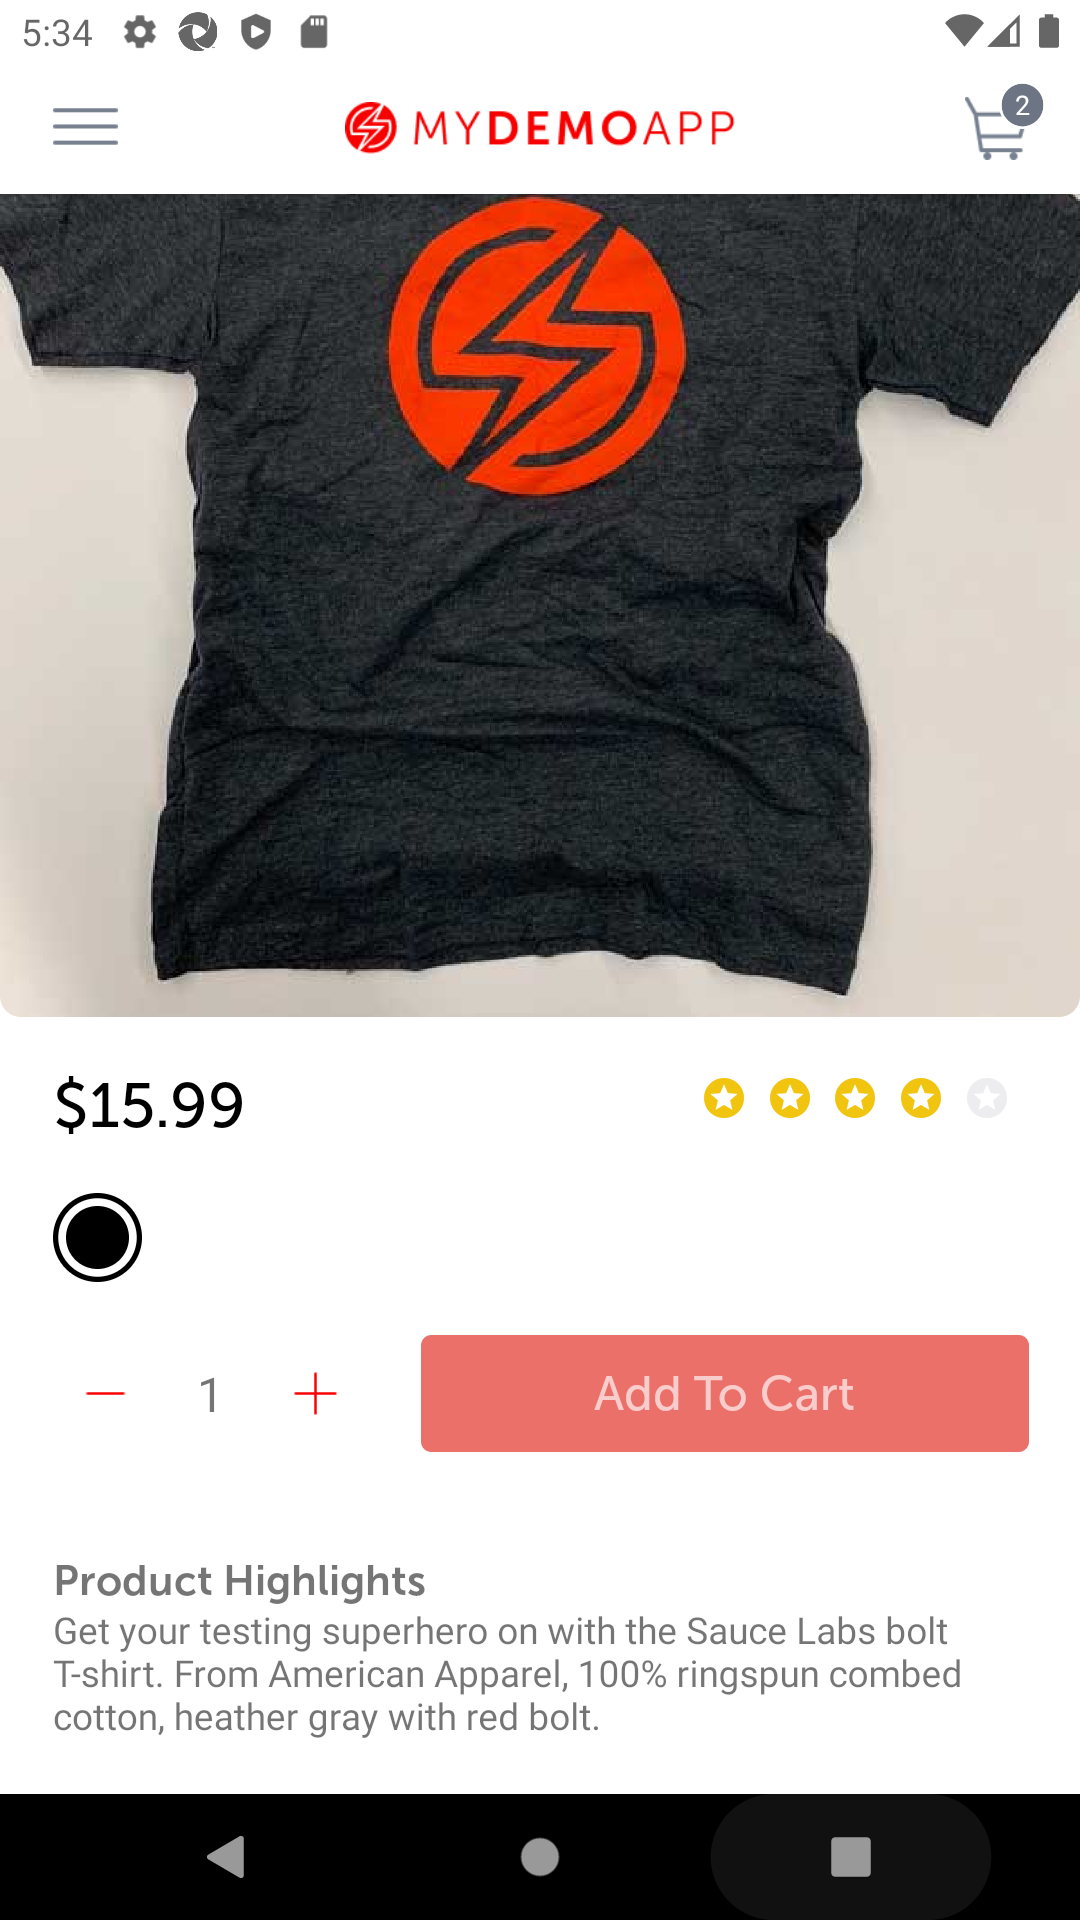 5:34
MYDEMOAPP
2
$15.99
1
Add To Cart
Product Highlights
Get your testing superhero on with the Sauce Labs bolt
T-shirt. From American Apparel, 100% ringspun combed
cotton, heather gray with red bolt.